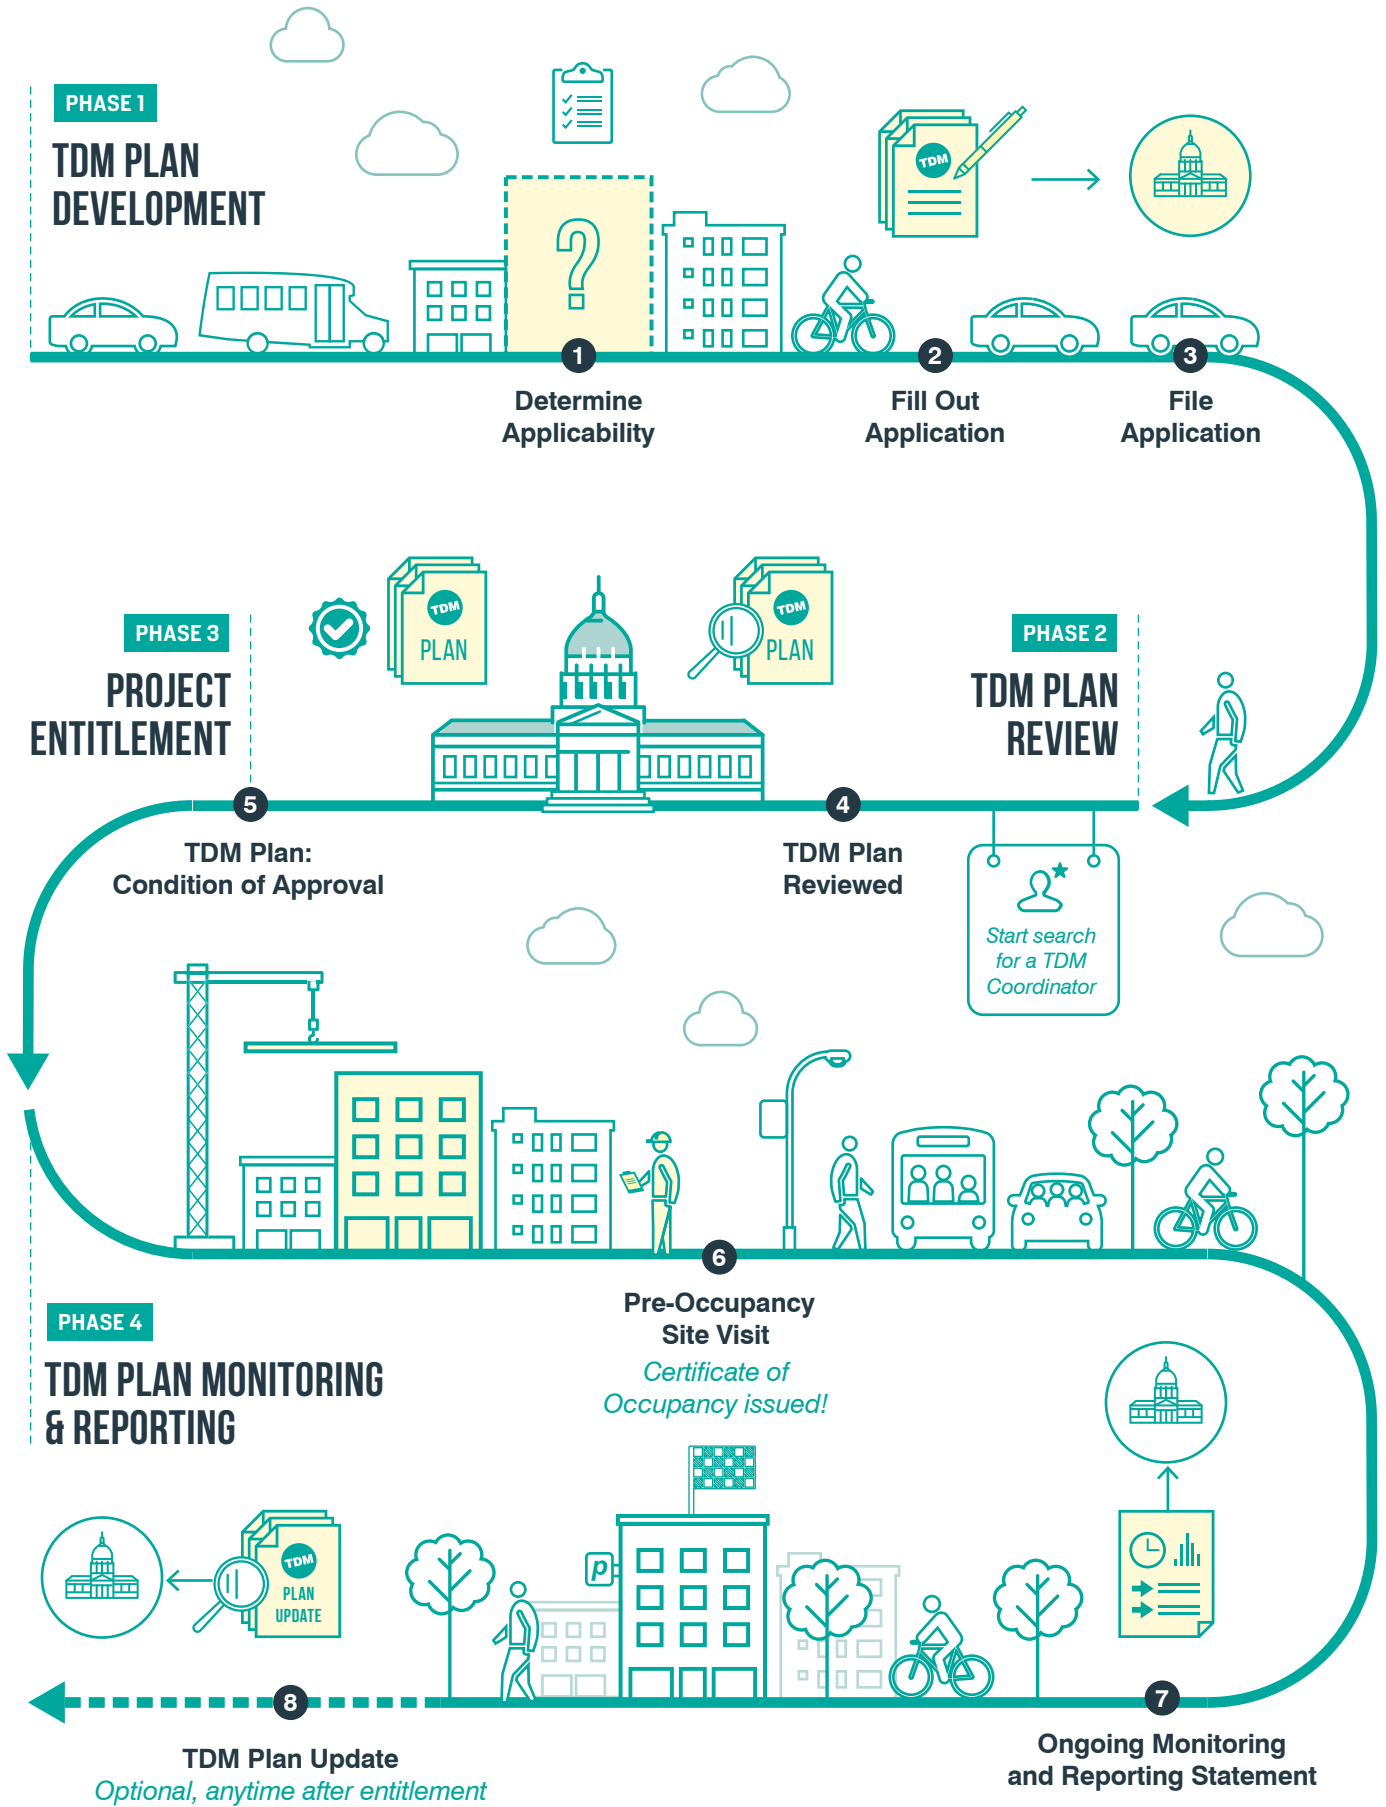 PHASE 1
TDM PLAN
DEVELOPMENT
TDM
?
1
Determine
Applicability
2
Fill Out
Application
3
File
Application
PHASE 2
TDM PLAN
REVIEW
TDM
PLAN
4
TDM Plan
Reviewed
Start search
for a TDM
Coordinator
PHASE 3
PROJECT
ENTITLEMENT
TDM
PLAN
5
TDM Plan:
Condition of Approval
6
Pre-Occupancy
Site Visit
Certificate of
Occupancy issued!
PHASE 4
TDM PLAN MONITORING
& REPORTING
7
Ongoing Monitoring
and Reporting Statement
p
TDM
PLAN
UPDATE
8
TDM Plan Update
Optional, anytime after entitlement